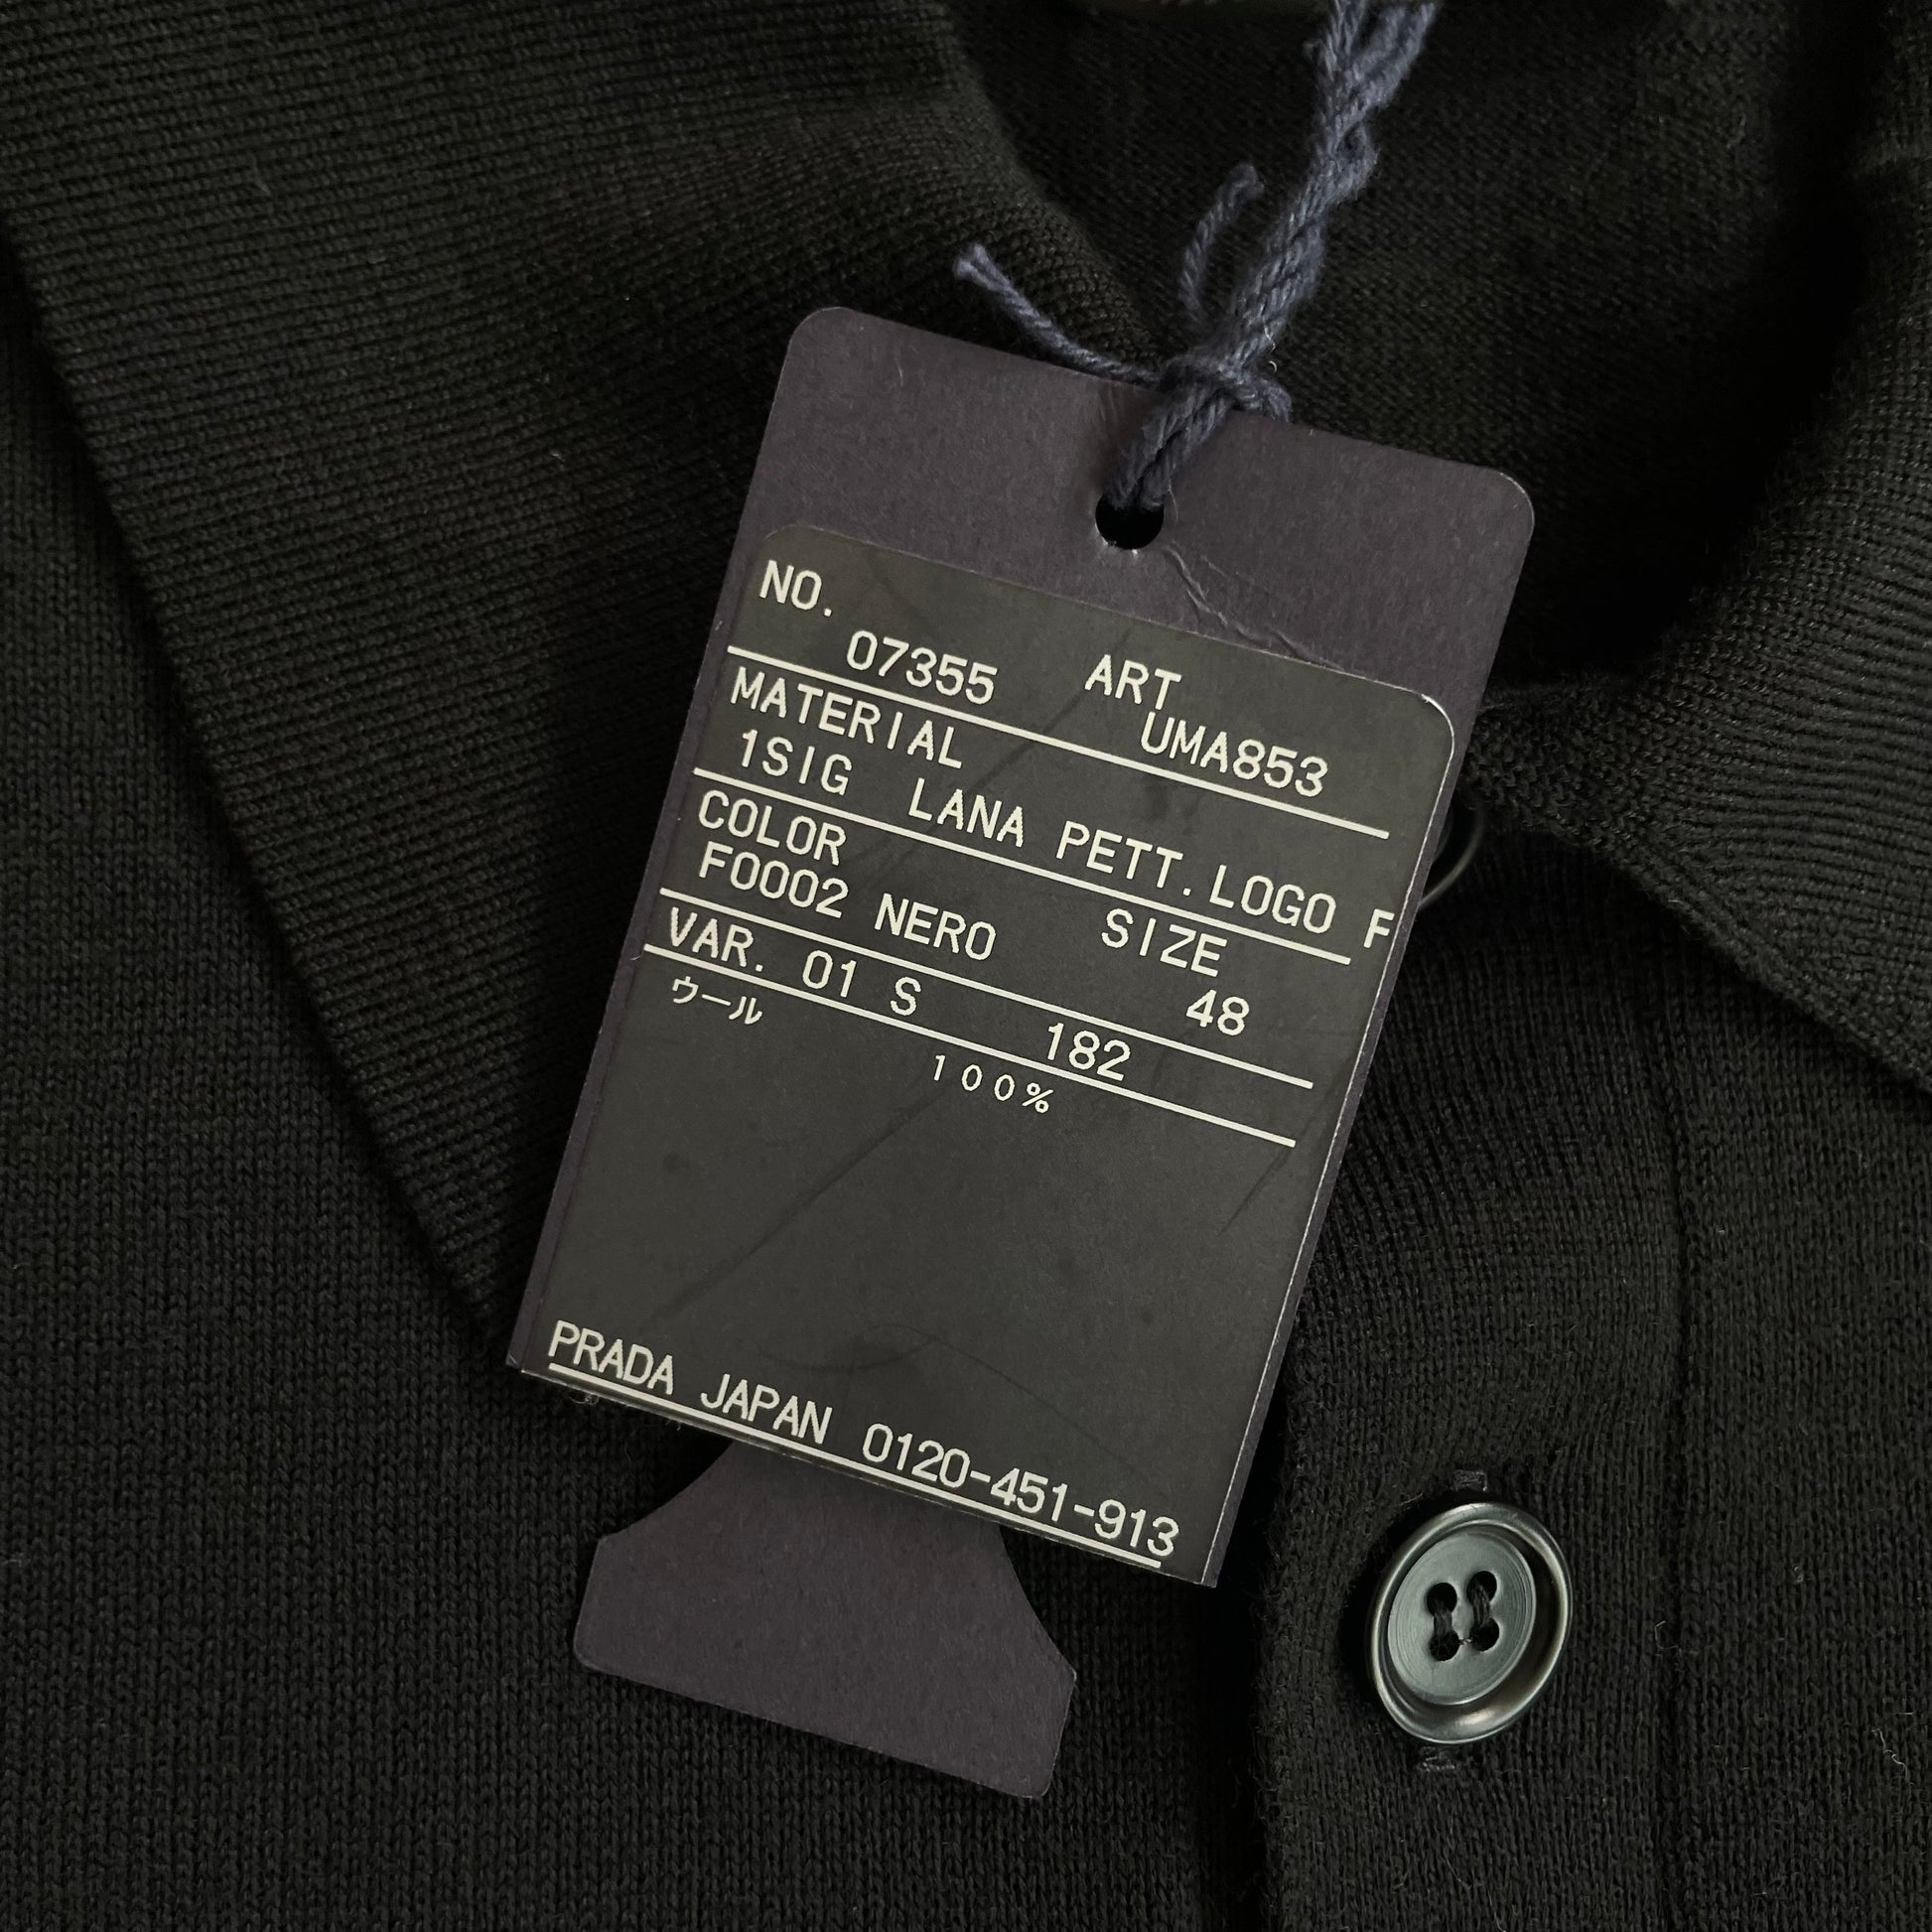 NO.
07355 ART
UMA853
MATERIAL
1SIG LANA PETT.LOGO F
COLOR
F0002 NERO SIZE
48
VAR. 01 S 182
ウール
100%
PRADA JAPAN 0120-451-913